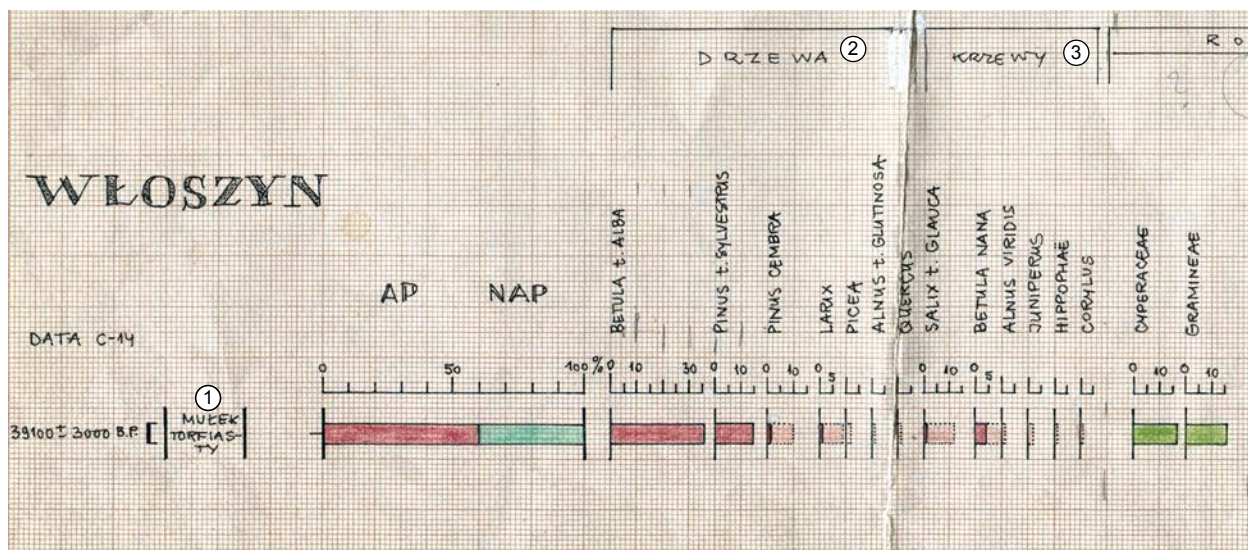 DRZEWA ②
KRZEWY ③
RO
WŁOSZYN
AP
NAP
BETULA t. ALBA
PINUS t. SYLVESTRIS
PINUS CEMBRA
LARIX
PICEA
ALNUS t. GLUTINOSA
QUERCUS
SALIX t. GLAUCA
BETULA NANA
ALNUS VIRIDIS
JUNIPERUS
HIPPOPHAË
CORYLUS
CYPERACEAE
GRAMINEAE
DATA C-14
0 50 100 % 0 10 30 0 10 0 10 0 5 0 10 0 5 0 10 0 10
①
39100 ± 3000 B.P. [
MUŁEK
TORFIAS-
TY